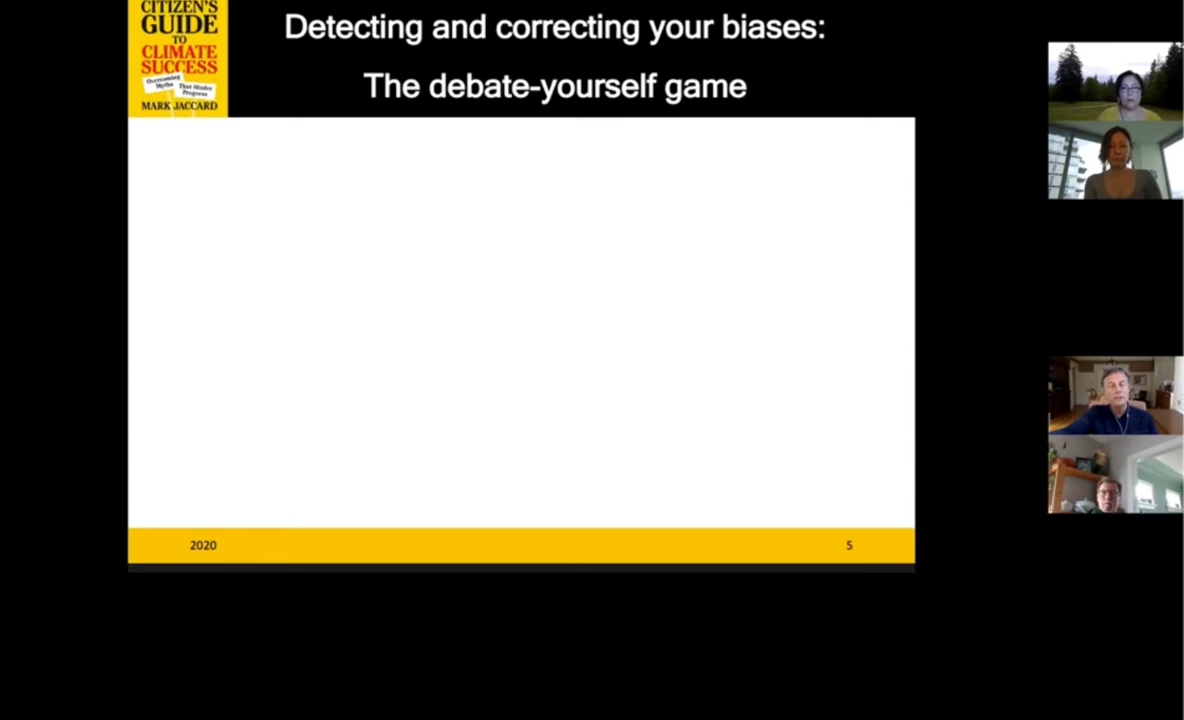 CITIZEN'S
GUIDE
TO
CLIMATE
SUCCESS
Overcoming
Myths
That Hinder
Progress
MARK JACCARD
Detecting and correcting your biases:
The debate-yourself game
2020
5